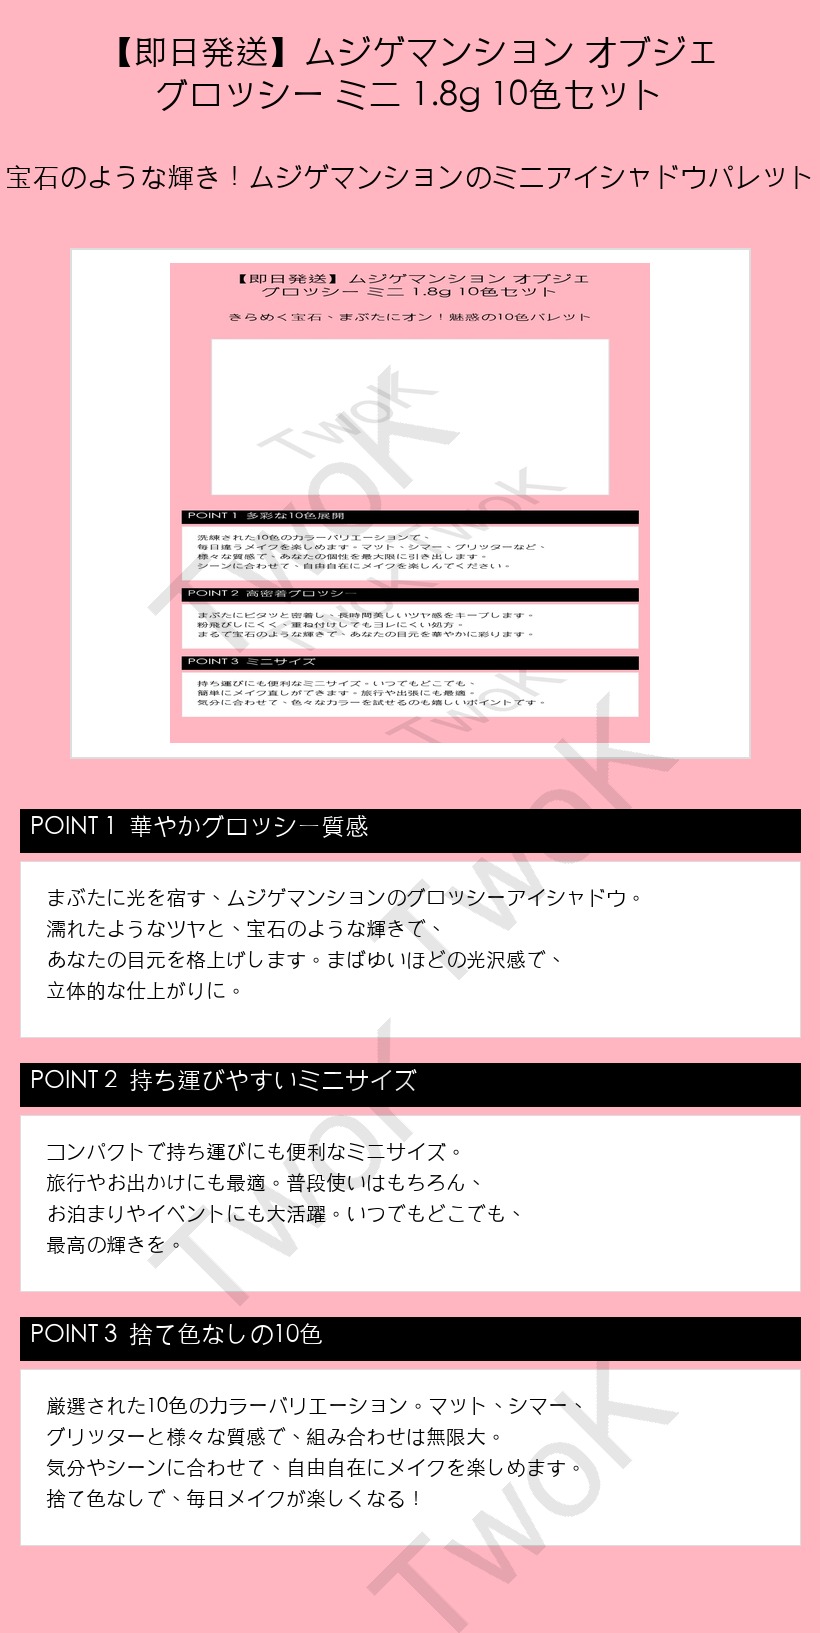 【即日発送】ムジゲマンション オブジェ
グロッシー ミニ 1.8g 10色セット
宝石のような輝き！ムジゲマンションのミニアイシャドウパレット
【即日発送】ムジゲマンション オブジェ
グロッシー ミニ 1.8g 10色セット
きらめく宝石、まぶたにオン！魅惑の10色パレット
TwoK
TwoK
TwoK
POINT 1 多彩な10色展開
洗練された10色のカラーバリエーションで、
毎日違うメイクを楽しめます。マット、シマー、グリッターなど、
様々な質感で、あなたの個性を最大限に引き出します。
シーンに合わせて、自由自在にメイクを楽しんでください。
TwoK
POINT 2 高密着グロッシー
まぶたにピタッと密着し、長時間美しいツヤ感をキープします。
粉飛びしにくく、重ね付けしてもヨレにくい処方。
まるで宝石のような輝きで、あなたの目元を華やかに彩ります。
POINT 3 ミニサイズ
持ち運びにも便利なミニサイズ。いつでもどこでも、
簡単にメイク直しができます。旅行や出張にも最適。
気分に合わせて、色々なカラーを試せるのも嬉しいポイントです。
TwoK
TwoK
POINT 1 華やかグロッシー質感
まぶたに光を宿す、ムジゲマンションのグロッシーアイシャドウ。
濡れたようなツヤと、宝石のような輝きで、
あなたの目元を格上げします。まばゆいほどの光沢感で、
立体的な仕上がりに。
POINT 2 持ち運びやすいミニサイズ
TwoK
コンパクトで持ち運びにも便利なミニサイズ。
旅行やお出かけにも最適。普段使いはもちろん、
お泊まりやイベントにも大活躍。いつでもどこでも、
最高の輝きを。
POINT 3 捨て色なしの10色
厳選された10色のカラーバリエーション。マット、シマー、
グリッターと様々な質感で、組み合わせは無限大。
気分やシーンに合わせて、自由自在にメイクを楽しめます。
捨て色なしで、毎日メイクが楽しくなる！
TwoK